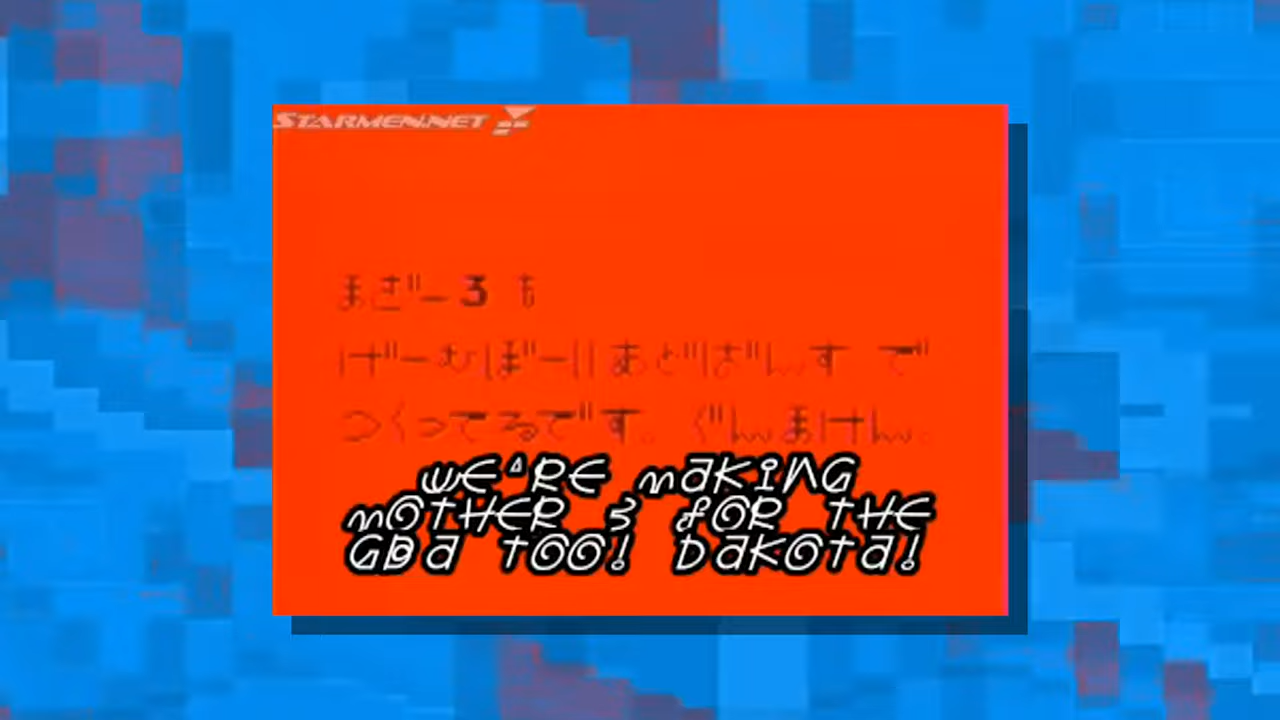 STARMEN.NET
まざー3 も
げーむぼーいあどばんす で
つくってるです。 ぐんまけん。
WE'RE MAKING
MOTHER 3 FOR THE
GBA TOO! DAKOTA!